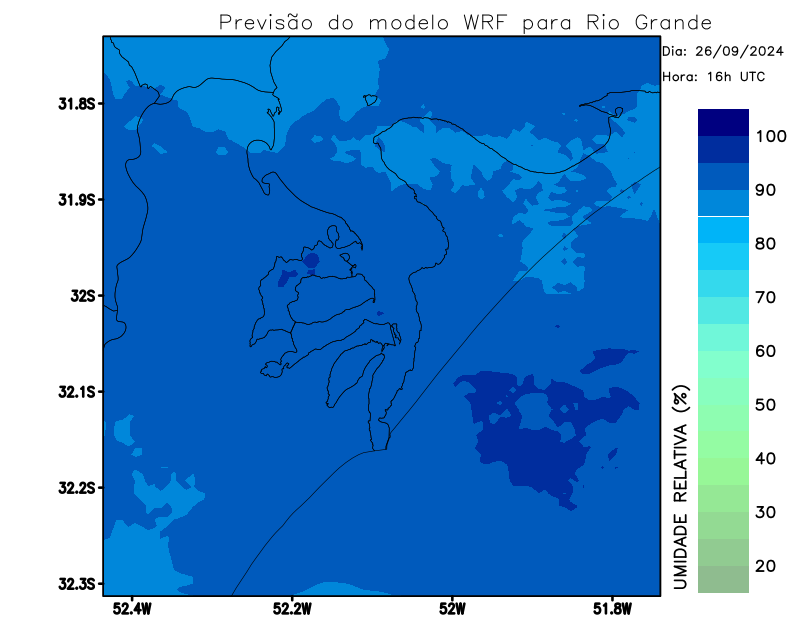 Previsão do modelo WRF para Rio Grande
Dia: 26/09/2024
Hora: 16h UTC
31.8S
31.9S
32S
32.1S
32.2S
32.3S
52.4W
52.2W
52W
51.8W
100
90
80
70
60
50
40
30
20
UMIDADE RELATIVA (%)